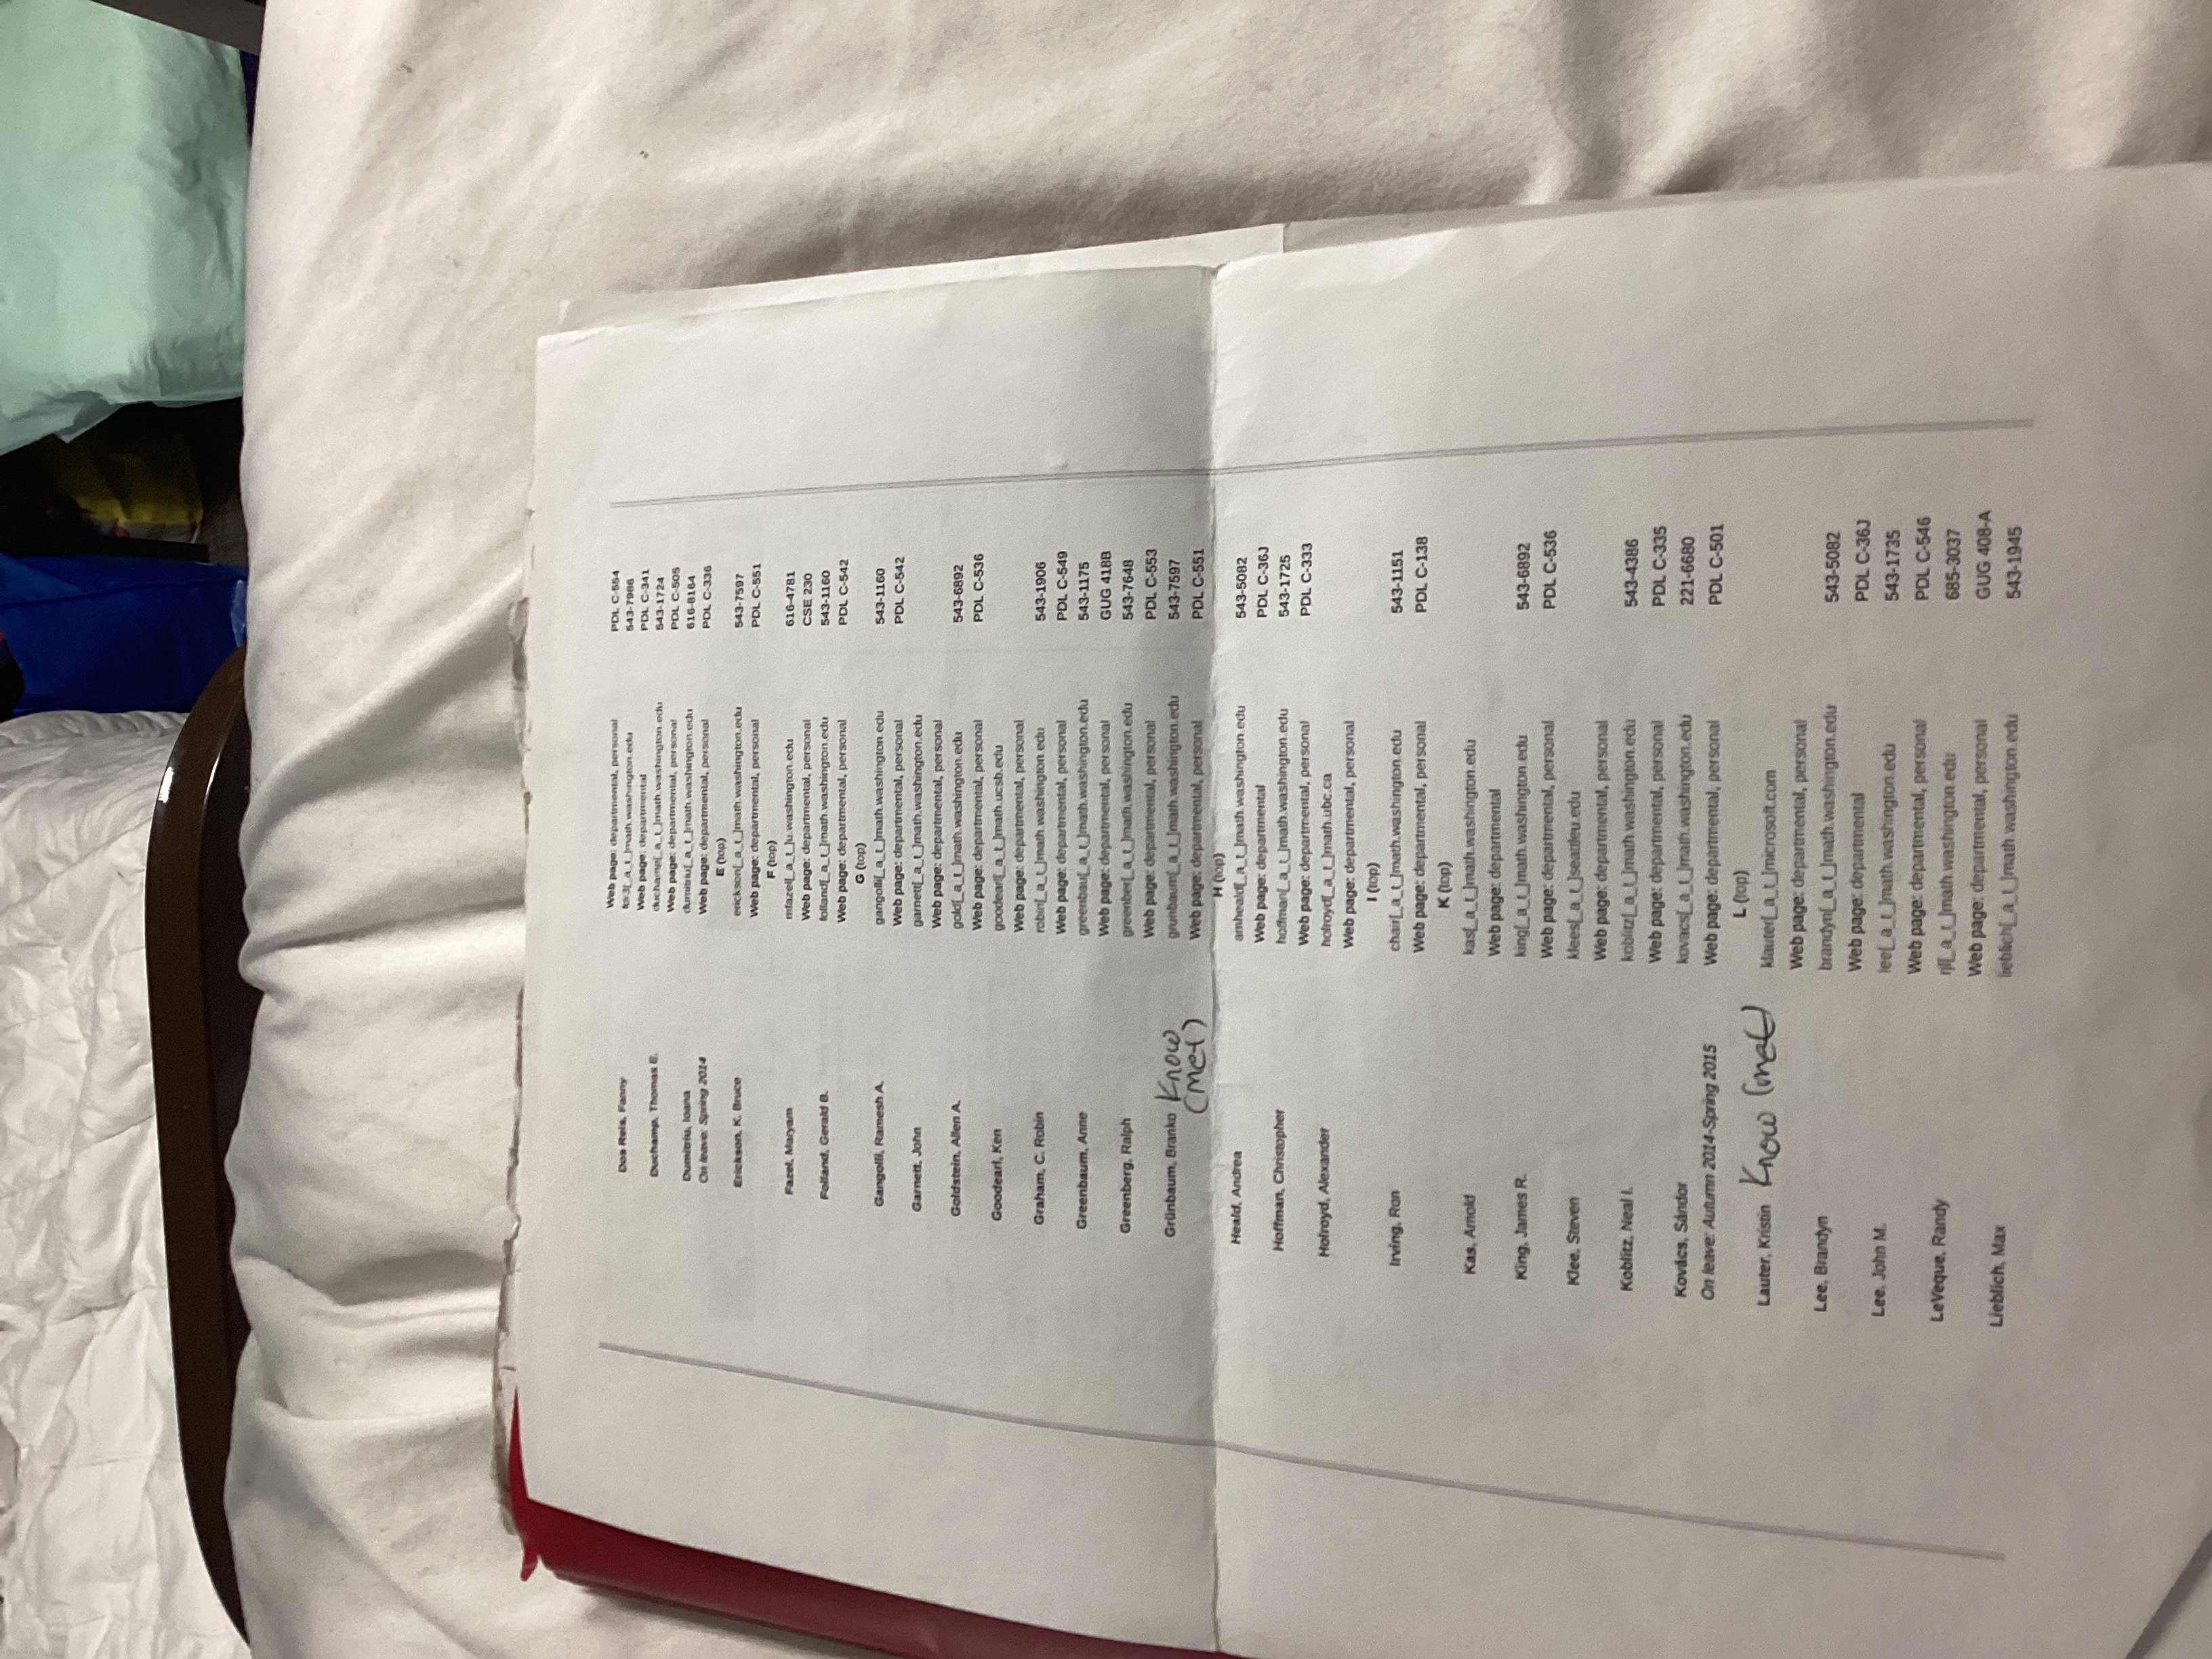 Web page: departmental, personal PDL C-554
Dos Reis, Fanny fdr3[_a_t_]math.washington.edu 543-7986
Web page: departmental PDL C-341
Duchamp, Thomas E. duchamp[_a_t_]math.washington.edu 543-1724
Web page: departmental, personal PDL C-505
Dumitriu, Ioana dumitriu[_a_t_]math.washington.edu 616-8164
On leave: Spring 2014 Web page: departmental, personal PDL C-336
E (top)
Erickson, K. Bruce erickson[_a_t_]math.washington.edu 543-7597
Web page: departmental, personal PDL C-551
F (top)
Fazel, Maryam mfazel[_a_t_]u.washington.edu 616-4781
Web page: departmental, personal CSE 230
Folland, Gerald B. folland[_a_t_]math.washington.edu 543-1160
Web page: departmental, personal PDL C-542
G (top)
Gangolli, Ramesh A. gangolli[_a_t_]math.washington.edu 543-1160
Web page: departmental, personal PDL C-542
Garnett, John garnett[_a_t_]math.washington.edu
Web page: departmental, personal
Goldstein, Allen A. gold[_a_t_]math.washington.edu 543-6892
Web page: departmental, personal PDL C-536
Goodearl, Ken goodearl[_a_t_]math.ucsb.edu
Web page: departmental, personal
Graham, C. Robin robin[_a_t_]math.washington.edu 543-1906
Web page: departmental, personal PDL C-549
Greenbaum, Anne greenbau[_a_t_]math.washington.edu 543-1175
Web page: departmental, personal GUG 418B
Greenberg, Ralph greenber[_a_t_]math.washington.edu 543-7648
Web page: departmental, personal PDL C-553
Grünbaum, Branko Know grunbaum[_a_t_]math.washington.edu 543-7597
(met) Web page: departmental, personal PDL C-551
H (top)
Heald, Andrea amheald[_a_t_]math.washington.edu 543-5082
Web page: departmental PDL C-36J
Hoffman, Christopher hoffman[_a_t_]math.washington.edu 543-1725
Web page: departmental, personal PDL C-333
Holroyd, Alexander holroyd[_a_t_]math.ubc.ca
Web page: departmental, personal
I (top)
Irving, Ron chair[_a_t_]math.washington.edu 543-1151
Web page: departmental, personal PDL C-138
K (top)
Kas, Arnold kas[_a_t_]math.washington.edu
Web page: departmental
King, James R. king[_a_t_]math.washington.edu 543-6892
Web page: departmental, personal PDL C-536
Klee, Steven klees[_a_t_]seattleu.edu
Web page: departmental, personal
Koblitz, Neal I. koblitz[_a_t_]math.washington.edu 543-4386
Web page: departmental, personal PDL C-335
Kovács, Sándor kovacs[_a_t_]math.washington.edu 221-6680
On leave: Autumn 2014-Spring 2015 Web page: departmental, personal PDL C-501
L (top)
Lauter, Kristin Know (met) klauter[_a_t_]microsoft.com
Web page: departmental, personal
Lee, Brandyn brandyn[_a_t_]math.washington.edu 543-5082
Web page: departmental PDL C-36J
Lee, John M. lee[_a_t_]math.washington.edu 543-1735
Web page: departmental, personal PDL C-546
LeVeque, Randy rjl[_a_t_]math.washington.edu 685-3037
Web page: departmental, personal GUG 408-A
Lieblich, Max lieblich[_a_t_]math.washington.edu 543-1945